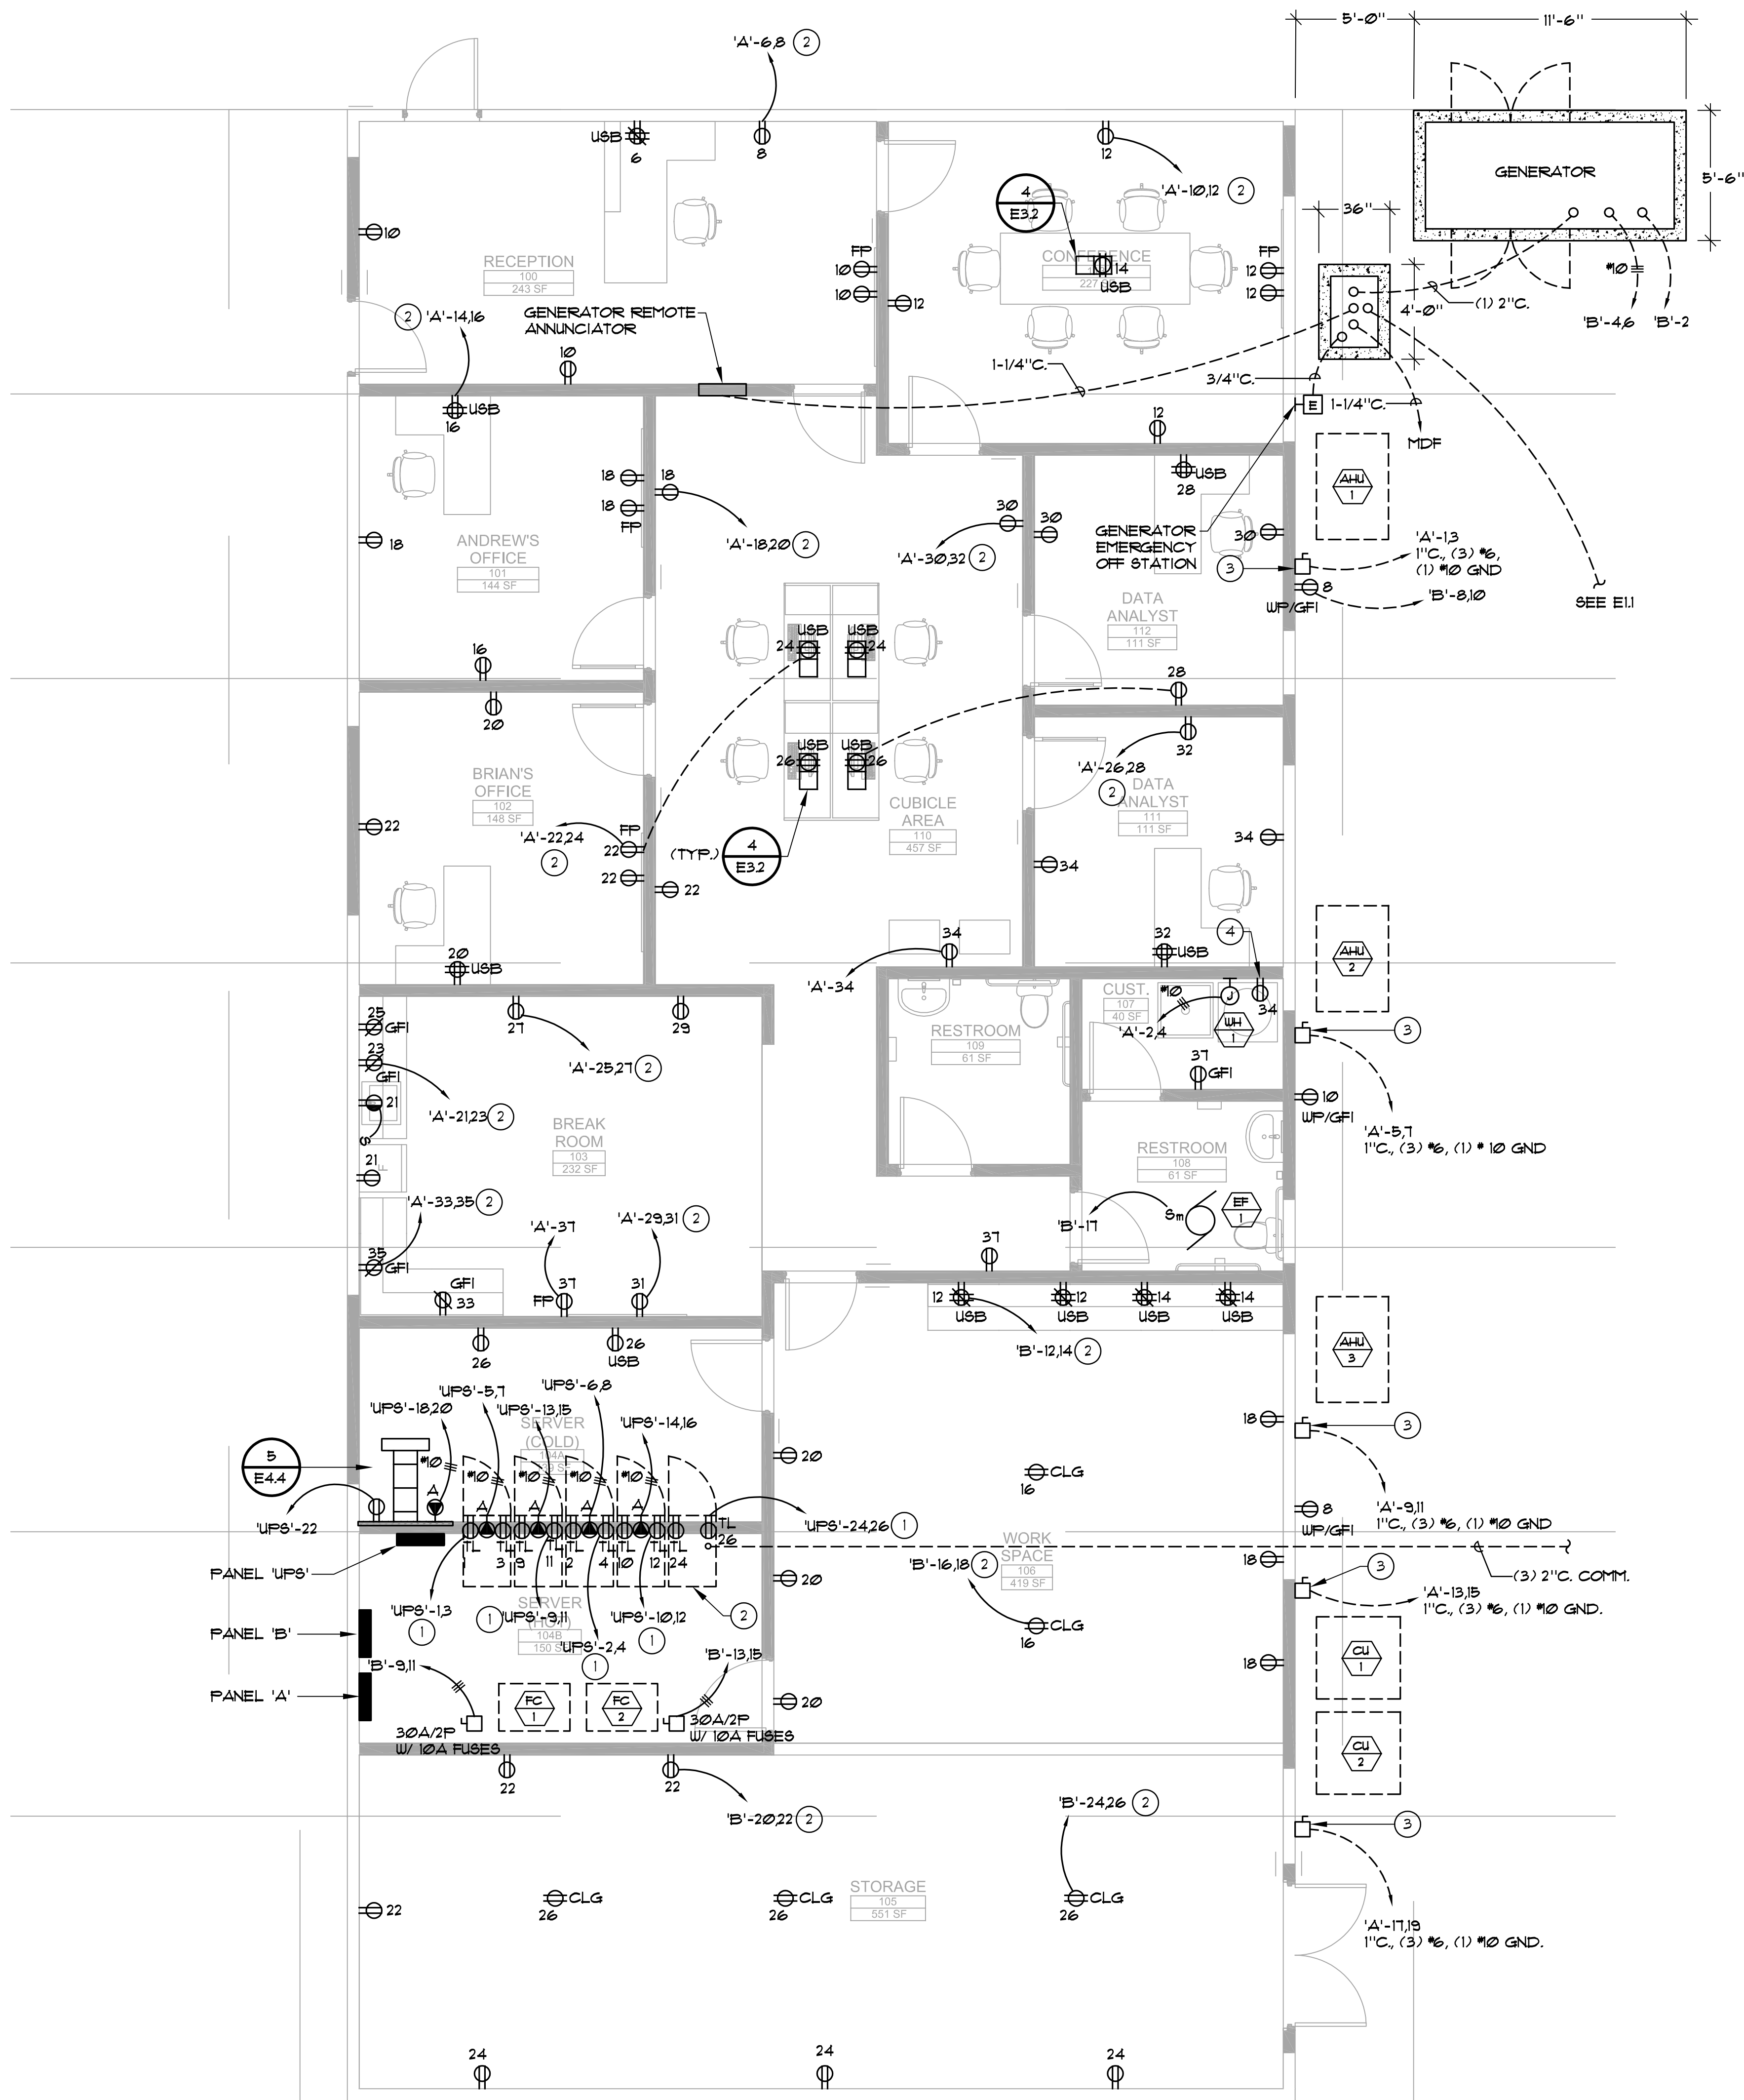 5'-0"
11'-6"
'A'-6,8 2
USB
6
8
12
GENERATOR
5'-6"
'A'-10,12 2
4
E3.2
36"
10
RECEPTION
100
243 SF
FP
10
10
CONFERENCE
227
14
USB
12
FP
12
12
#10
4'-0"
(1) 2"C.
'B'-4,6
'B'-2
2 'A'-14,16
GENERATOR REMOTE
ANNUNCIATOR
10
1-1/4"C.
3/4"C.
E
1-1/4"C.
16
USB
12
MDF
18
18
FP
18
USB
28
AHU
1
18
ANDREW'S
OFFICE
101
144 SF
'A'-18,20 2
30
30
'A'-30,32 2
GENERATOR
EMERGENCY
OFF STATION
30
3
'A'-1,3
1"C., (3) #6,
(1) #10 GND
8
WP/GFI
'B'-8,10
SEE E1.1
DATA
ANALYST
112
111 SF
USB
USB
24
24
16
20
28
32
USB
USB
26
26
'A'-26,28
2
BRIAN'S
OFFICE
102
148 SF
22
'A'-22,24
2
FP
22
22
22
(TYP.)
4
E3.2
CUBICLE
AREA
110
457 SF
DATA
ANALYST
111
111 SF
34
34
AHU
2
20
USB
34
'A'-34
32
USB
4
25
GFI
23
GFI
27
29
'A'-25,27 2
CUST.
107
40 SF
#10
J
34
'A'-2,4
WH
1
3
RESTROOM
109
61 SF
37
GFI
21
'A'-21,23 2
S
10
WP/GFI
'A'-5,7
1"C., (3) #6, (1) # 10 GND
BREAK
ROOM
103
232 SF
21
RESTROOM
108
61 SF
'A'-33,35 2
'A'-37
'A'-29,31 2
'B'-17
Sm
EF
1
35
GFI
37
GFI
33
FP
37
31
12
USB
12
USB
14
USB
14
USB
AHU
3
26
26
USB
'B'-12,14 2
'UPS'-5,7
'UPS'-6,8
'UPS'-18,20
'UPS'-13,15
'UPS'-14,16
SERVER
(COLD)
104A
18
3
5
E4.4
#10
#10
#10
#10
#10
20
CLG
16
A
A
A
A
A
'UPS'-22
TL
'UPS'-24,26 1
'A'-9,11
1"C., (3) #6, (1) #10 GND
8
WP/GFI
TL TL TL TL TL TL TL TL TL
1 3 9 11 2 4 10 12 24 26
PANEL 'UPS'
WORK
SPACE
106
419 SF
'B'-16,18 2
18
3
(3) 2"C. COMM.
'A'-13,15
1"C., (3) #6, (1) #10 GND.
20
'UPS'-1,3
1
1
'UPS'-9,11
'UPS'-10,12
1
2
SERVER
(HOT)
104B
150 SF
'UPS'-2,4
1
PANEL 'B'
CLG
16
'B'-9,11
'B'-13,15
18
CU
1
PANEL 'A'
FC
1
FC
2
20
30A/2P
W/ 10A FUSES
30A/2P
W/ 10A FUSES
CU
2
22
22
'B'-20,22 2
'B'-24,26 2
3
22
CLG
26
CLG
26
STORAGE
105
551 SF
CLG
26
'A'-17,19
1"C., (3) #6, (1) #10 GND.
24
24
24